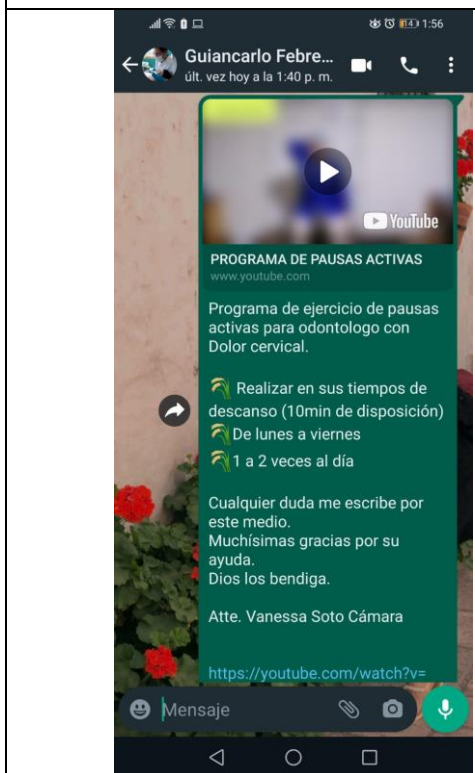 14 1:56
Guiancarlo Febre...
últ. vez hoy a la 1:40 p. m.
YouTube
PROGRAMA DE PAUSAS ACTIVAS
www.youtube.com
Programa de ejercicio de pausas
activas para odontologo con
Dolor cervical.
Realizar en sus tiempos de
descanso (10min de disposición)
De lunes a viernes
1 a 2 veces al día
Cualquier duda me escribe por
este medio.
Muchísimas gracias por su
ayuda.
Dios los bendiga.
Atte. Vanessa Soto Cámara
https://youtube.com/watch?v=
Mensaje